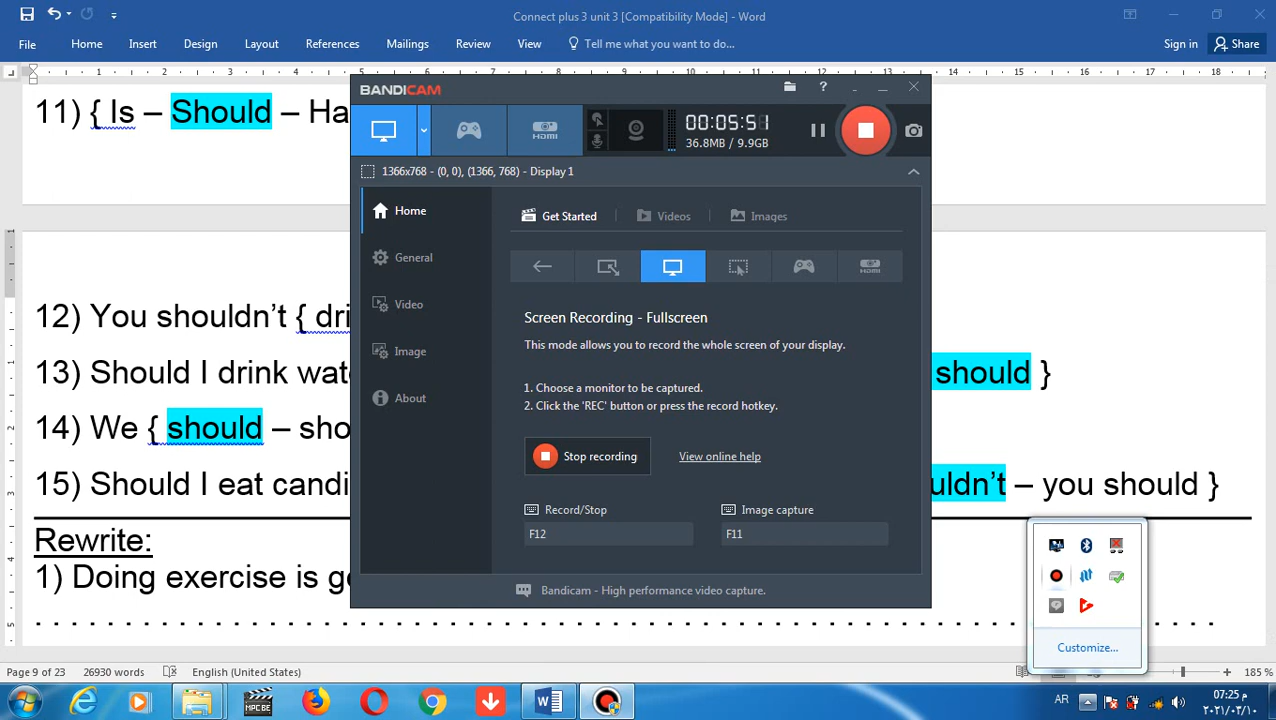 Connect plus 3 unit 3 [Compatibility Mode] - Word
File Home Insert Design Layout References Mailings Review View Tell me what you want to do... Sign in Share
11) { Is – Should – Ha
BANDICAM
HDMI
00:05:51
36.8MB / 9.9GB
1366x768 - (0, 0), (1366, 768) - Display 1
Home
General
Video
Image
About
Get Started Videos Images
HDMI
Screen Recording - Fullscreen
This mode allows you to record the whole screen of your display.
1. Choose a monitor to be captured.
2. Click the 'REC' button or press the record hotkey.
Stop recording View online help
Record/Stop Image capture
F12 F11
Bandicam - High performance video capture.
12) You shouldn't { dri
13) Should I drink wat should }
14) We { should – sho
15) Should I eat candi uldn't – you should }
Rewrite:
1) Doing exercise is go
Customize...
Page 9 of 23 26930 words English (United States) 185 %
AR
07:25 م
٢٠٢١/٠٣/١٠